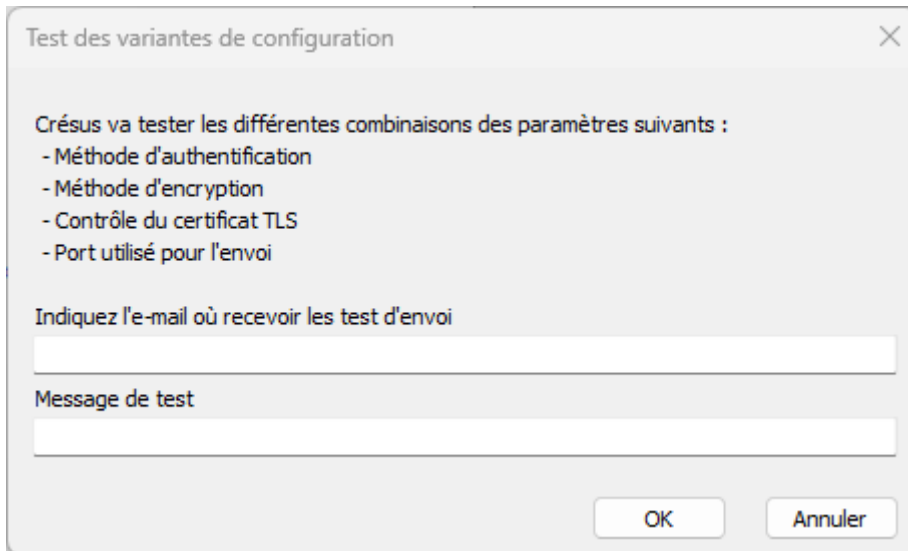 Test des variantes de configuration
Crésus va tester les différentes combinaisons des paramètres suivants :
- Méthode d'authentification
- Méthode d'encryption
- Contrôle du certificat TLS
- Port utilisé pour l'envoi
Indiquez l'e-mail où recevoir les test d'envoi
Message de test
OK Annuler